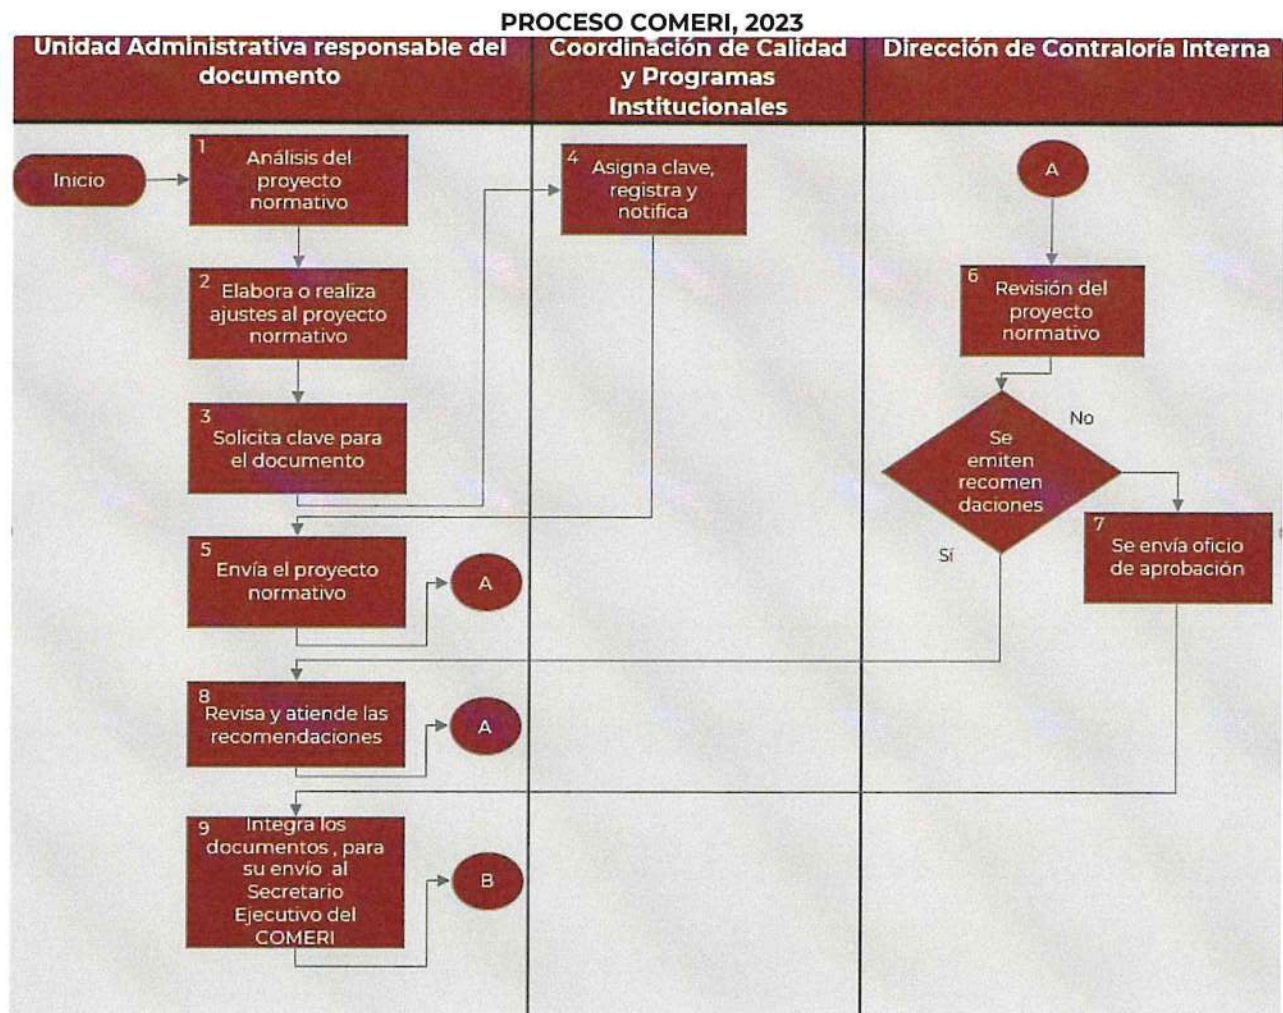 PROCESO COMERI, 2023
Unidad Administrativa responsable del
documento
Coordinación de Calidad
y Programas
Institucionales
Dirección de Contraloría Interna
Inicio
1
Análisis del
proyecto
normativo
2
Elabora o realiza
ajustes al proyecto
normativo
3
Solicita clave para
el documento
4
Asigna clave,
registra y
notifica
5
Envía el proyecto
normativo
A
A
6
Revisión del
proyecto
normativo
Se
emiten
recomen
daciones
No
Sí
7
Se envía oficio
de aprobación
8
Revisa y atiende las
recomendaciones
A
9
Integra los
documentos , para
su envío al
Secretario
Ejecutivo del
COMERI
B